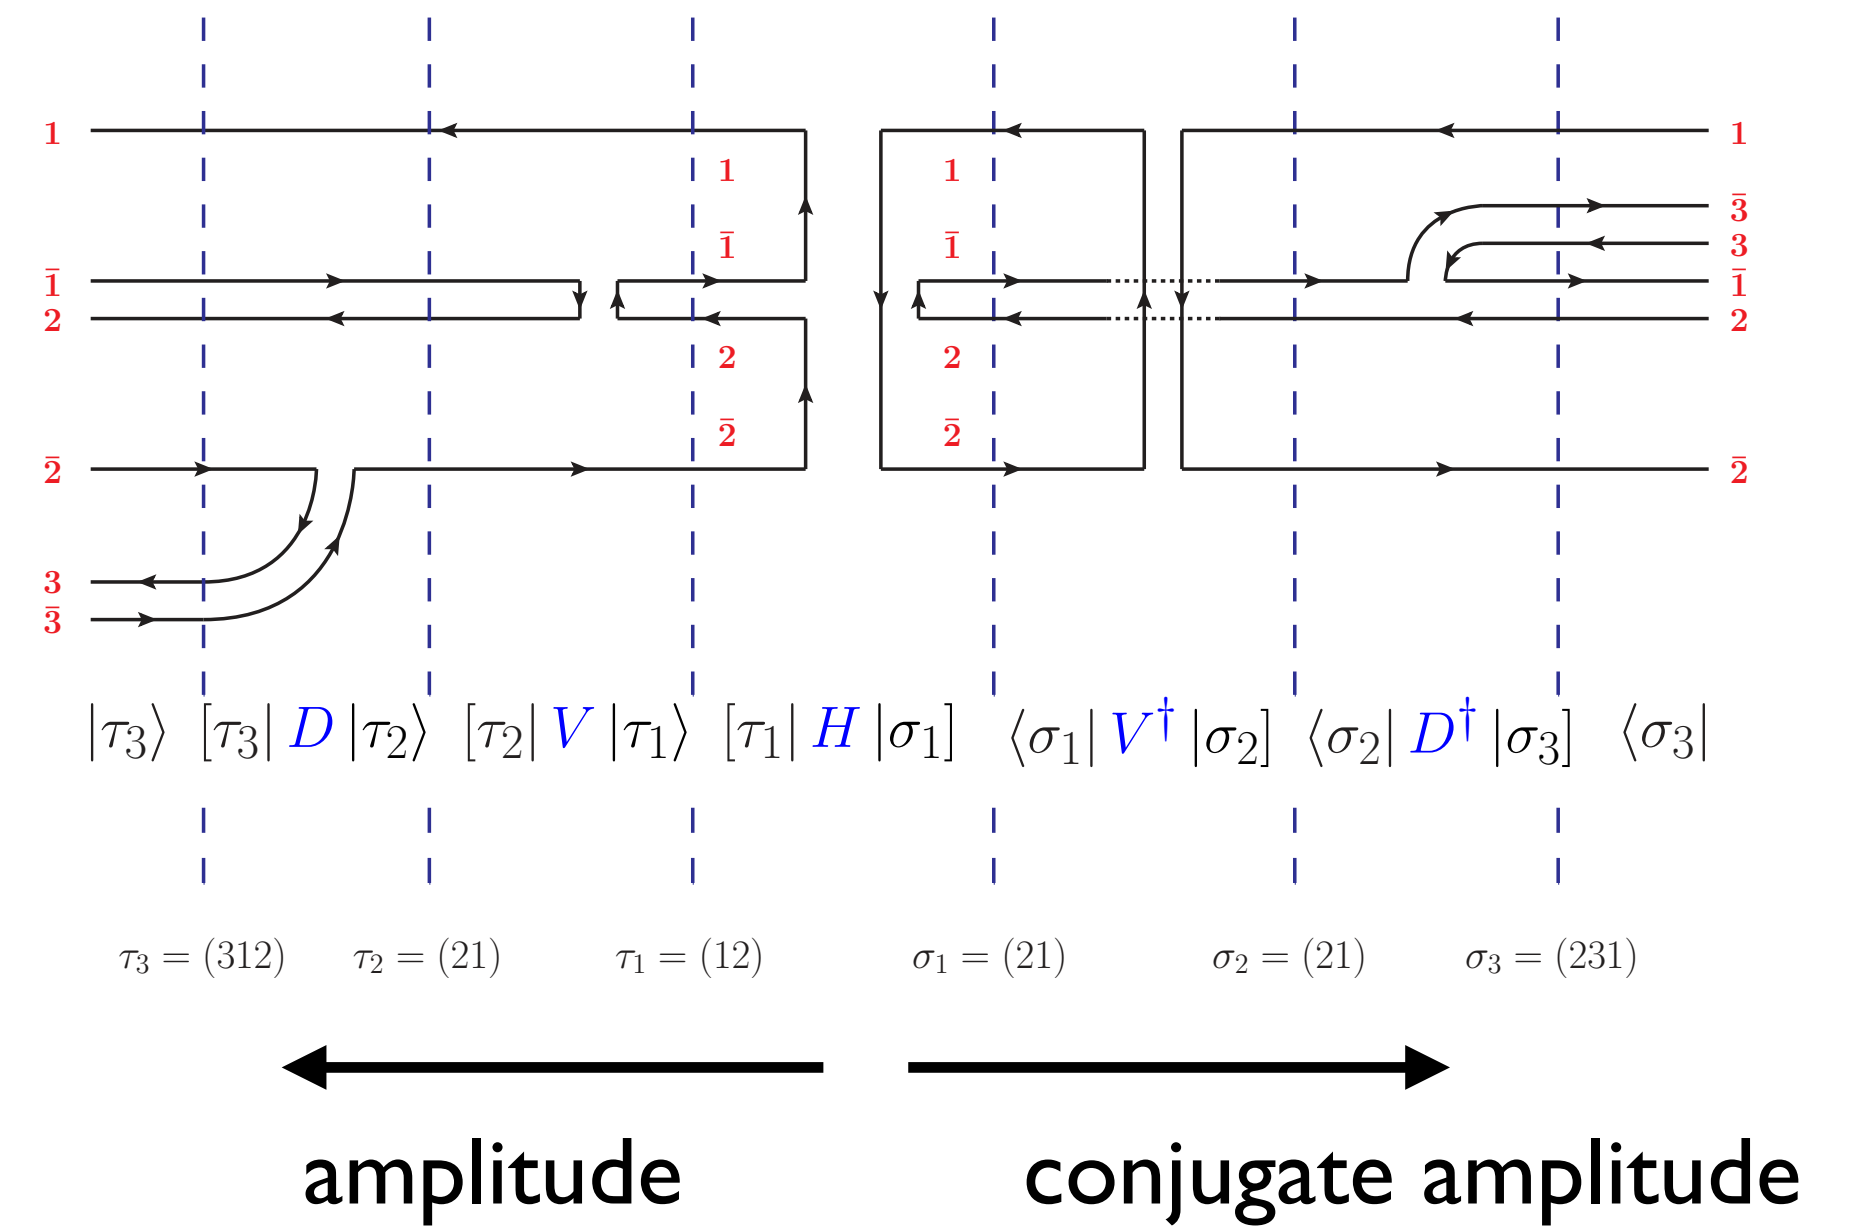 1 1
1 1
3̄
1̄ 1̄ 3
1̄ 1̄
2 2
2 2
2̄ 2̄
2̄ 2̄
3
3̄
|τ₃⟩ [τ₃| D |τ₂⟩ [τ₂| V |τ₁⟩ [τ₁| H |σ₁] ⟨σ₁| V† |σ₂] ⟨σ₂| D† |σ₃] ⟨σ₃|
τ₃ = (312) τ₂ = (21) τ₁ = (12) σ₁ = (21) σ₂ = (21) σ₃ = (231)
amplitude conjugate amplitude